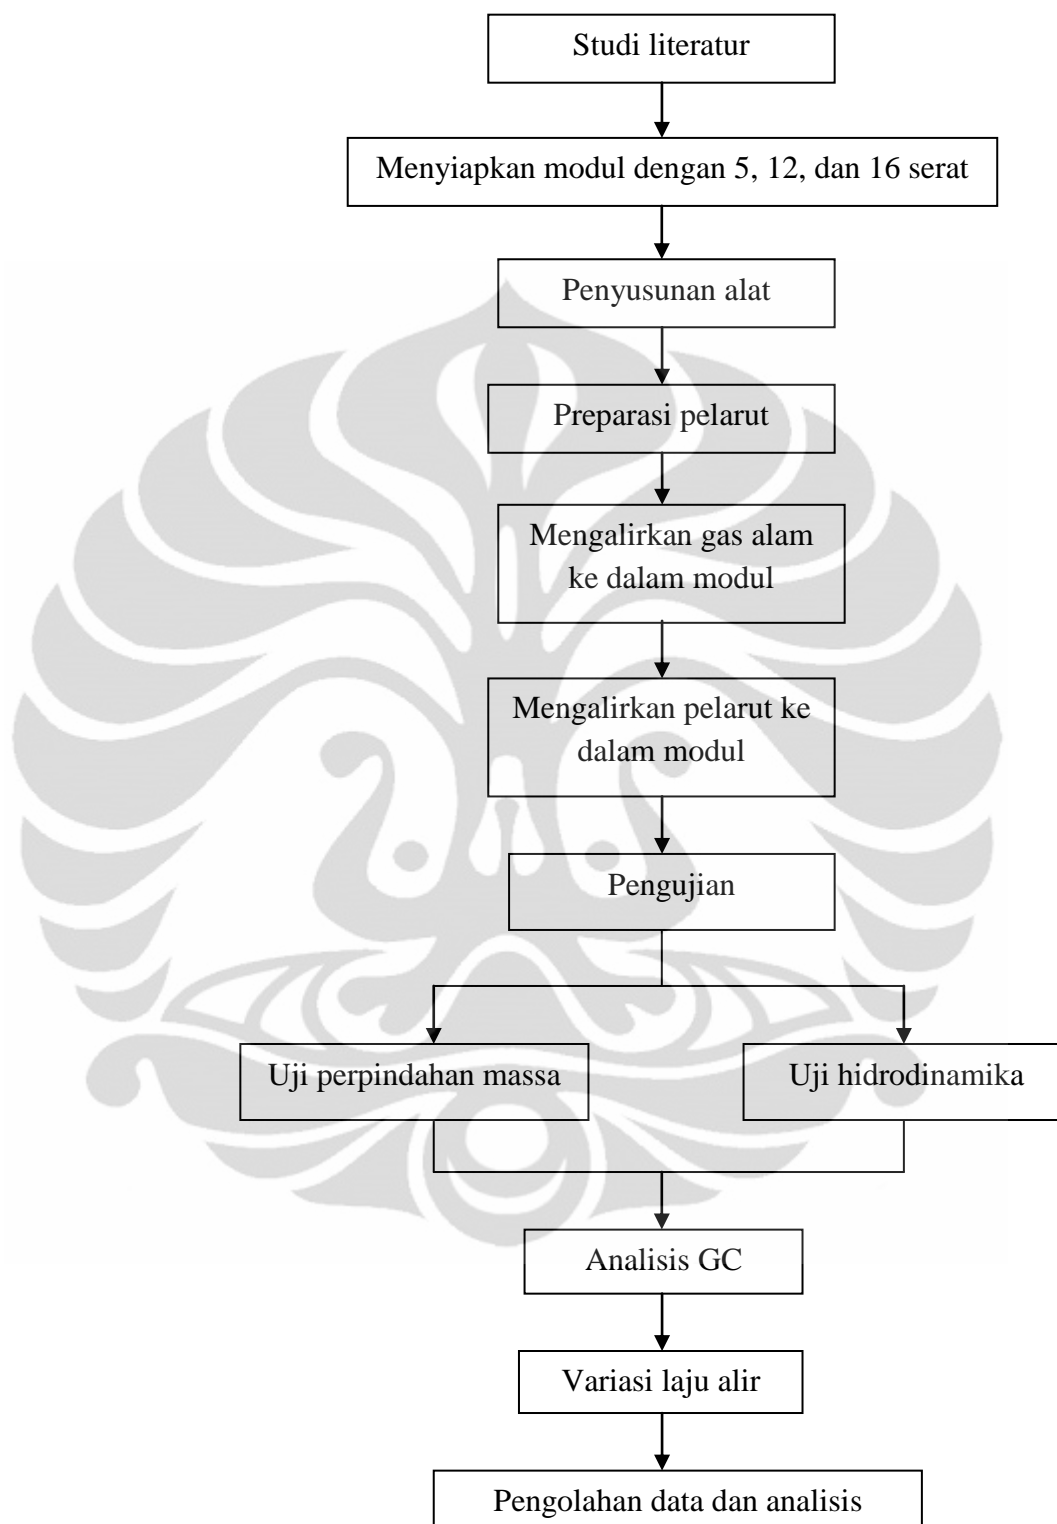 Studi literatur
Menyiapkan modul dengan 5, 12, dan 16 serat
Penyusunan alat
Preparasi pelarut
Mengalirkan gas alam
ke dalam modul
Mengalirkan pelarut ke
dalam modul
Pengujian
Uji perpindahan massa
Uji hidrodinamika
Analisis GC
Variasi laju alir
Pengolahan data dan analisis